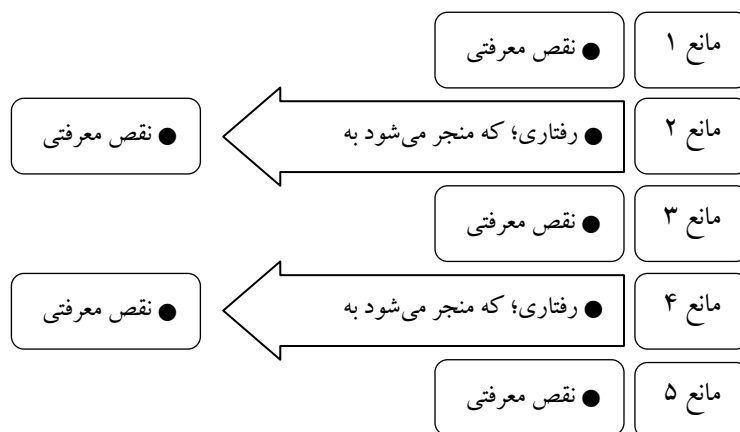 مانع ۱
● نقص معرفتی
مانع ۲
● رفتاری؛ که منجر می‌شود به
● نقص معرفتی
مانع ۳
● نقص معرفتی
مانع ۴
● رفتاری؛ که منجر می‌شود به
● نقص معرفتی
مانع ۵
● نقص معرفتی